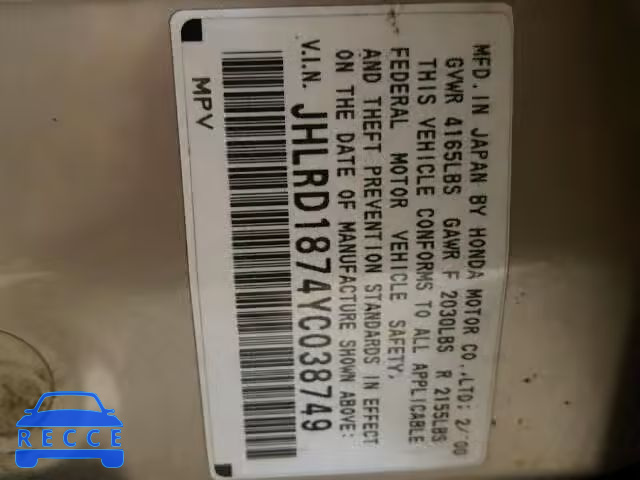 MFD. IN JAPAN BY HONDA MOTOR CO.,LTD: 2/'00
GVWR 4165LBS GAWR F 2030LBS R 2155LBS
THIS VEHICLE CONFORMS TO ALL APPLICABLE
FEDERAL MOTOR VEHICLE SAFETY,
AND THEFT PREVENTION STANDARDS IN EFFECT
ON THE DATE OF MANUFACTURE SHOWN ABOVE:
V.I.N. JHLRD1874YC038749
MPV
RECCE